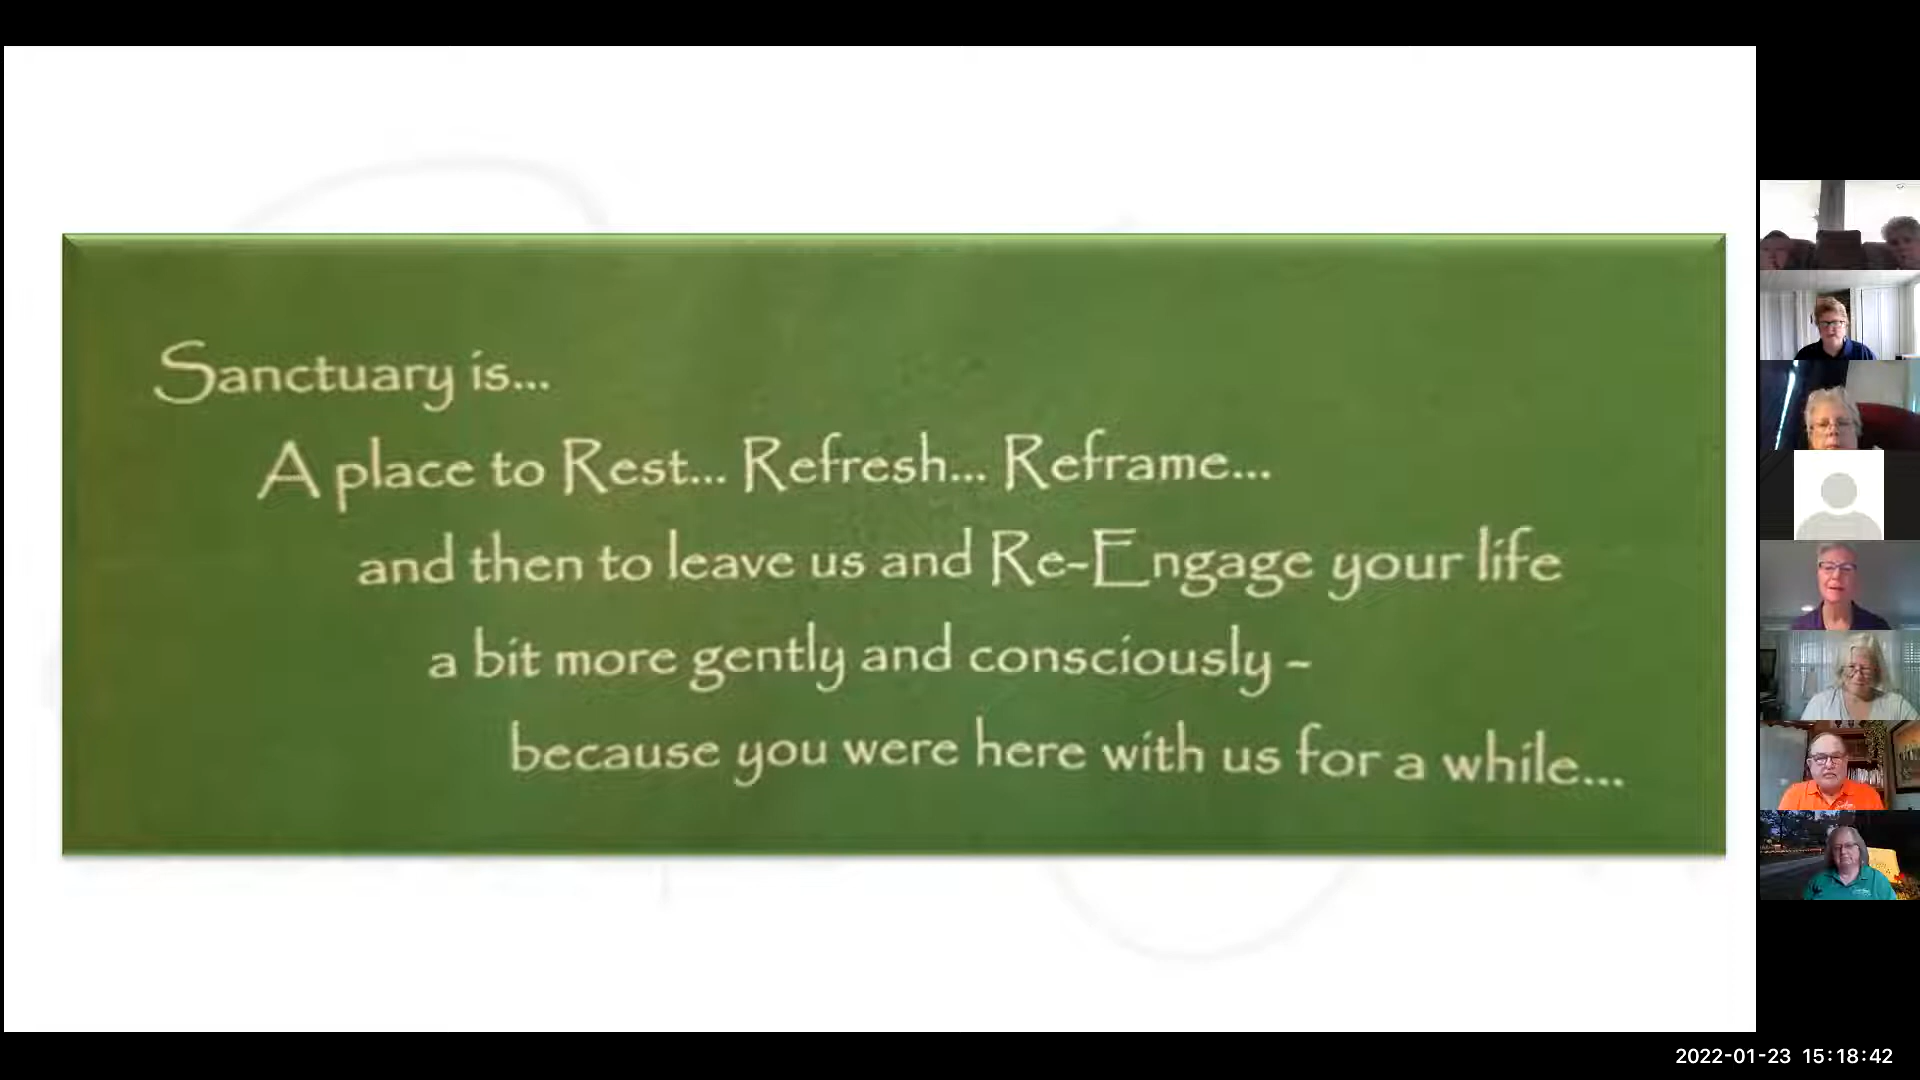 Sanctuary is...
A place to Rest... Refresh... Reframe...
and then to leave us and Re-Engage your life
a bit more gently and consciously –
because you were here with us for a while...
2022-01-23 15:18:42